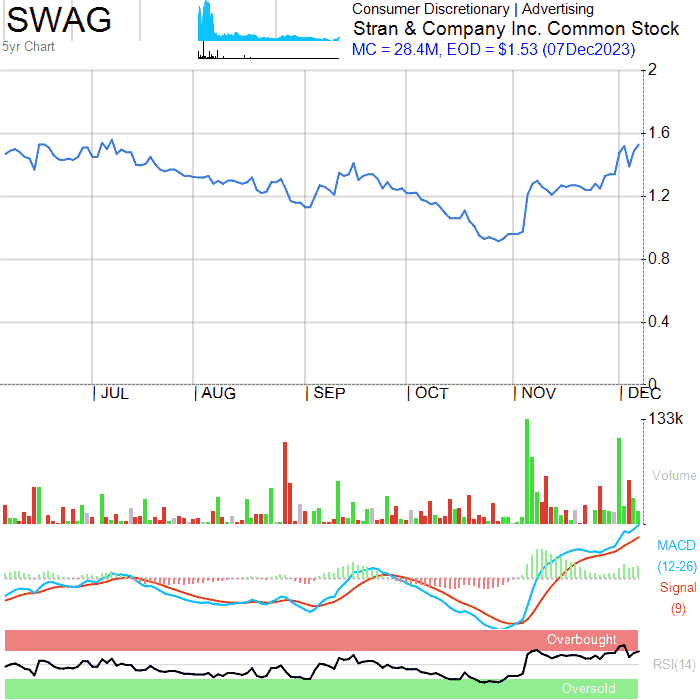 SWAG
5yr Chart
Consumer Discretionary | Advertising
Stran & Company Inc. Common Stock
MC = 28.4M, EOD = $1.53 (07Dec2023)
2
1.6
1.2
0.8
0.4
0
JUL AUG SEP OCT NOV DEC
133k
Volume
MACD
(12-26)
Signal
(9)
Overbought
RSI(14)
Oversold